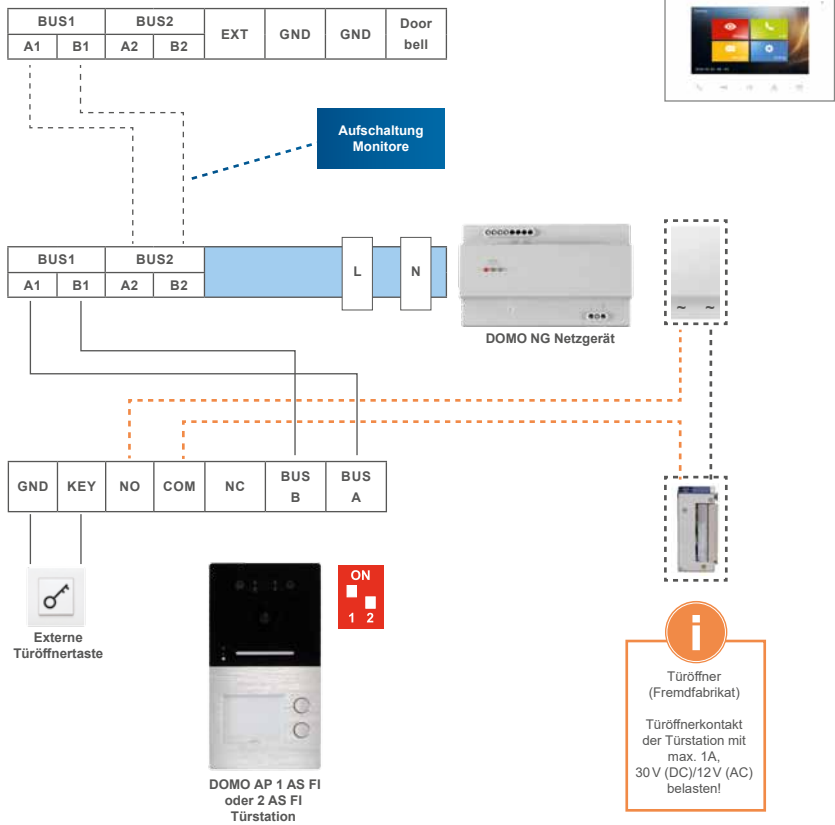 BUS1 BUS2 EXT GND GND Door
bell
A1 B1 A2 B2
Aufschaltung
Monitore
BUS1 BUS2 L N
A1 B1 A2 B2
~ ~
DOMO NG Netzgerät
GND KEY NO COM NC BUS
B BUS
A
ON
1 2
Externe
Türöffnertaste
DOMO AP 1 AS FI
oder 2 AS FI
Türstation
i
Türöffner
(Fremdfabrikat)
Türöffnerkontakt
der Türstation mit
max. 1A,
30 V (DC)/12 V (AC)
belasten!